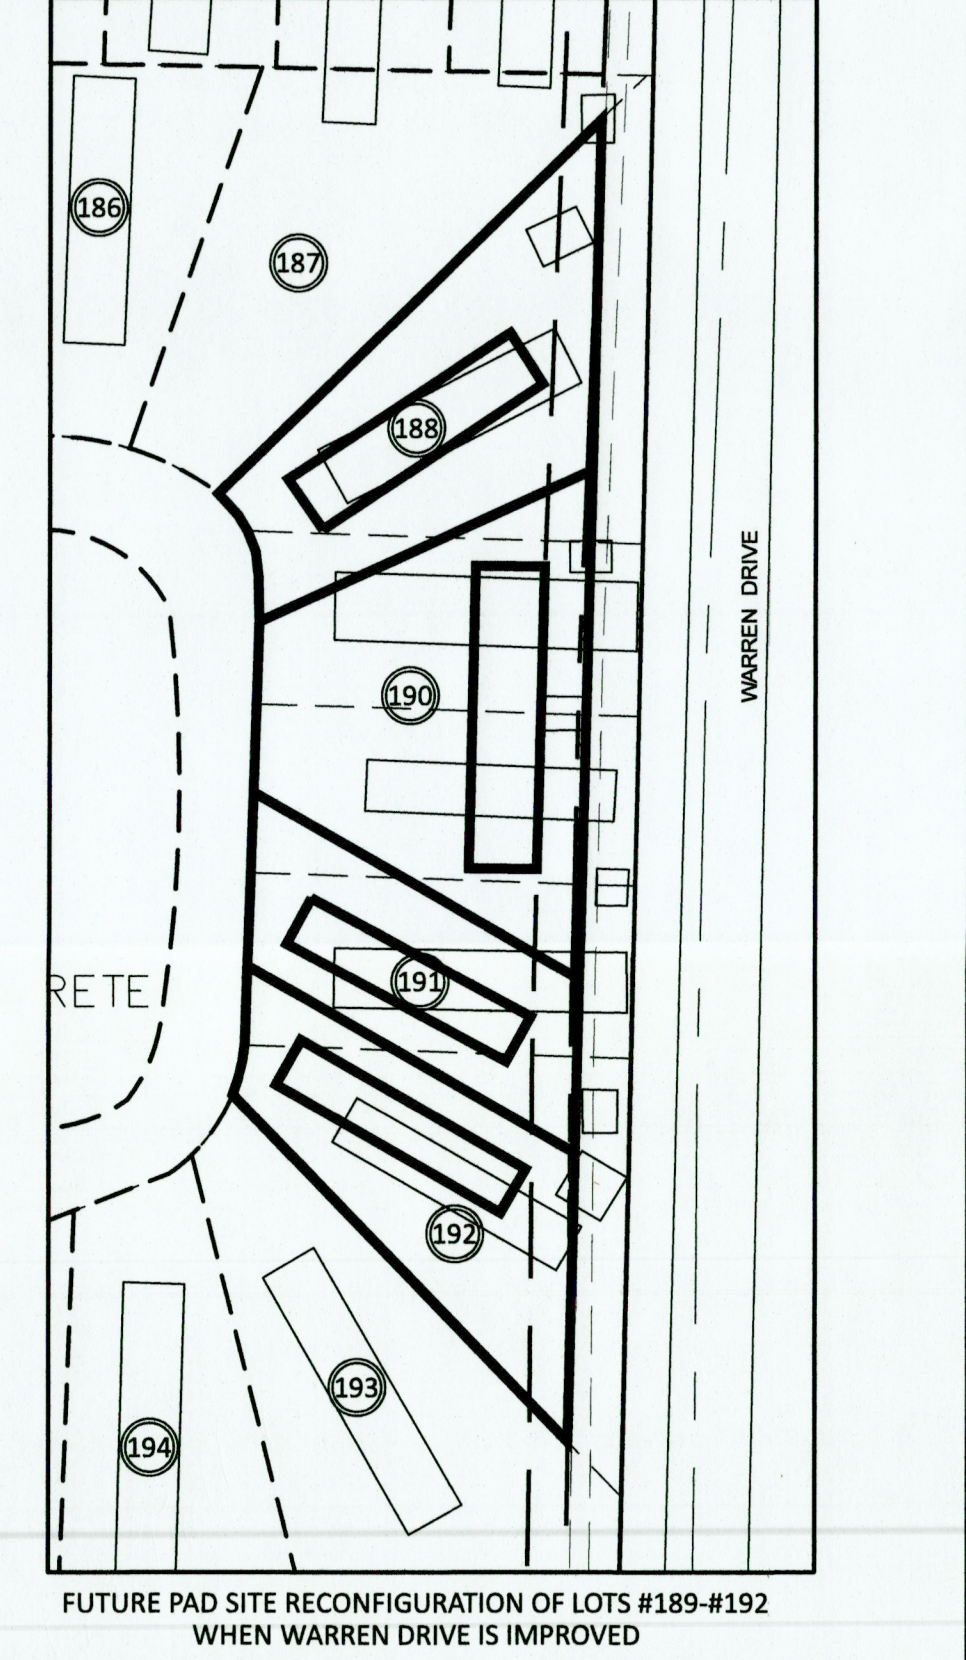 186
187
188
WARREN DRIVE
190
191
RETE
192
193
194
FUTURE PAD SITE RECONFIGURATION OF LOTS #189-#192
WHEN WARREN DRIVE IS IMPROVED